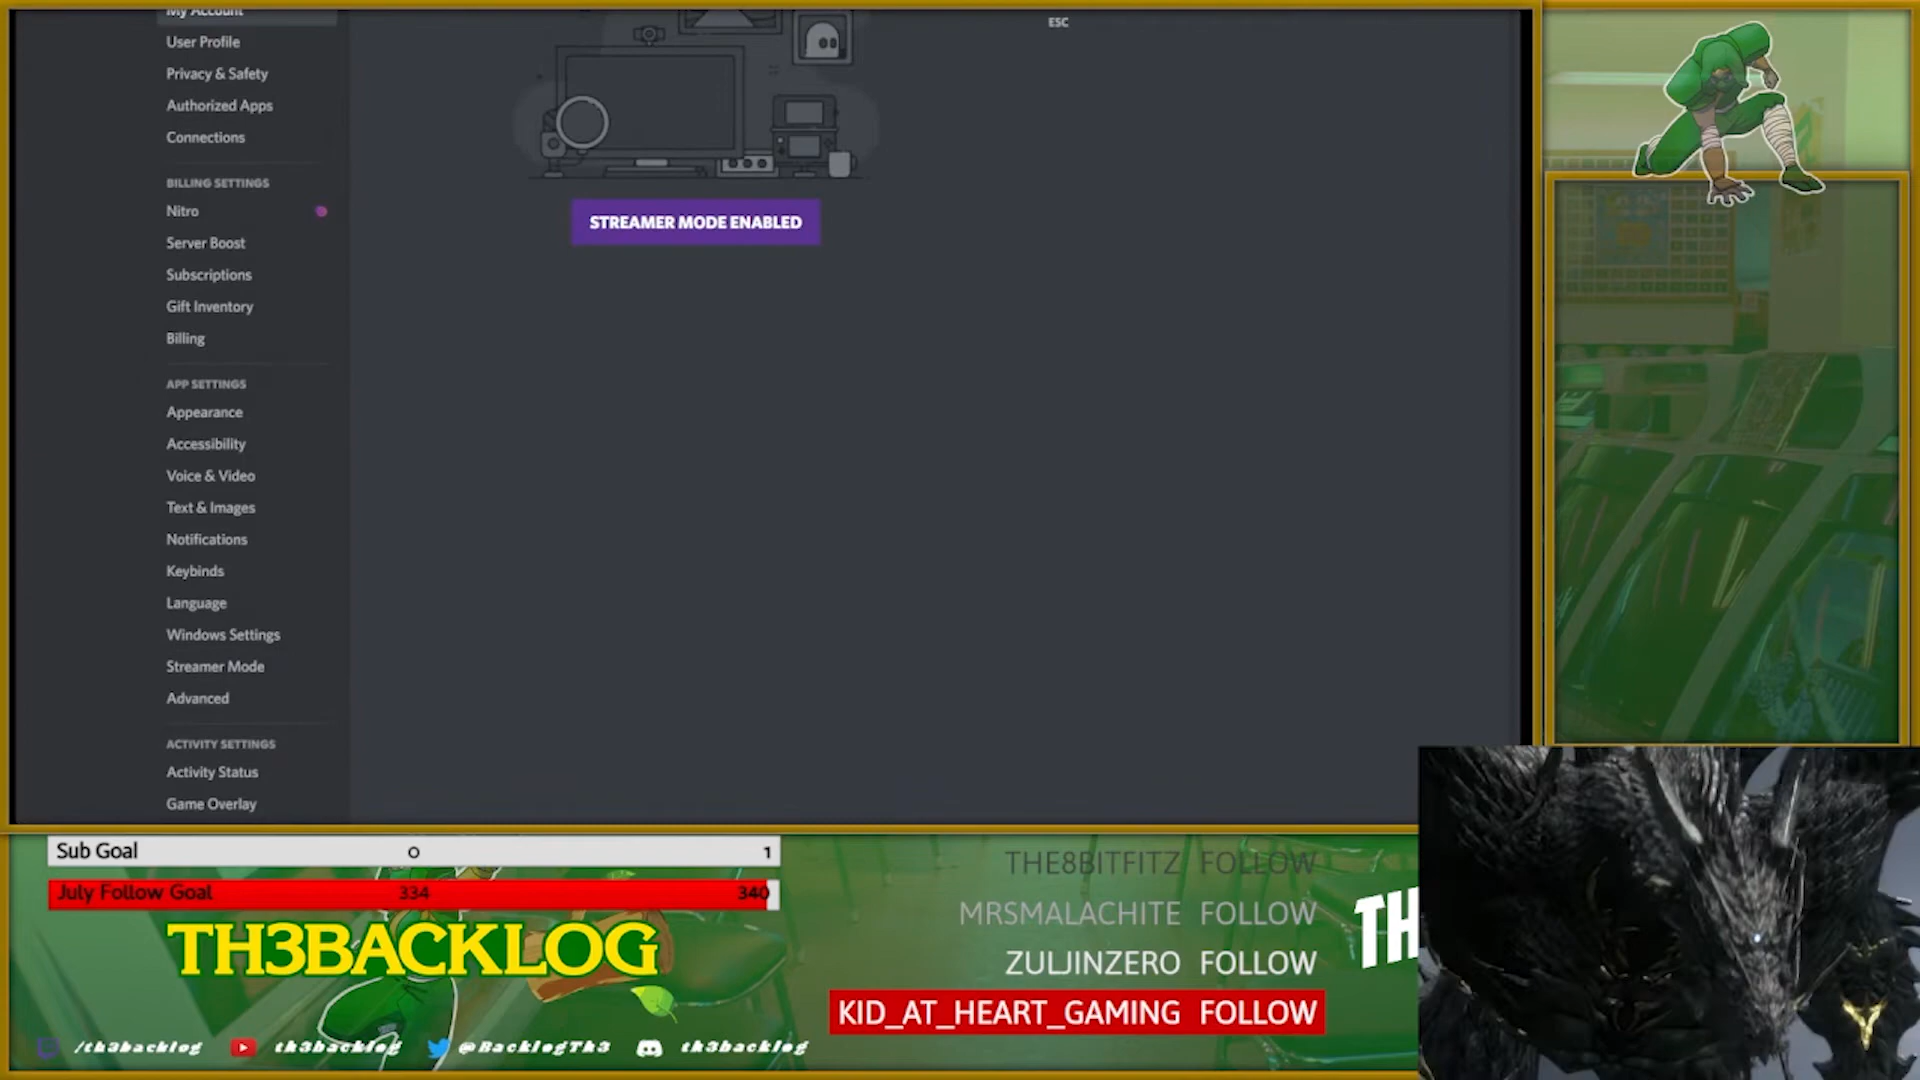 My Account
ESC
User Profile
Privacy & Safety
Authorized Apps
Connections
BILLING SETTINGS
Nitro
STREAMER MODE ENABLED
Server Boost
Subscriptions
Gift Inventory
Billing
APP SETTINGS
Appearance
Accessibility
Voice & Video
Text & Images
Notifications
Keybinds
Language
Windows Settings
Streamer Mode
Advanced
ACTIVITY SETTINGS
Activity Status
Game Overlay
Sub Goal 0 1
July Follow Goal 334 340
TH3BACKLOG
THE8BITFITZ FOLLOW
MRSMALACHITE FOLLOW
ZULJINZERO FOLLOW
KID_AT_HEART_GAMING FOLLOW
TH
/th3backlog th3backlog @BacklogTh3 th3backlog